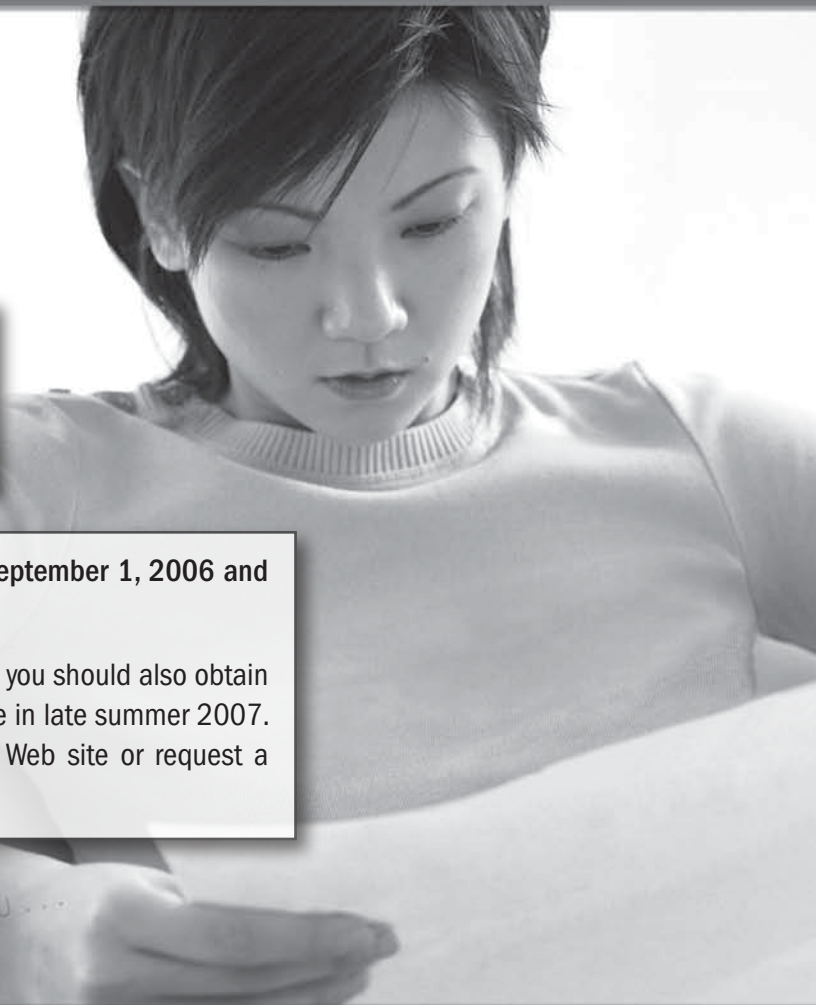 eptember 1, 2006 and
you should also obtain
e in late summer 2007.
Web site or request a